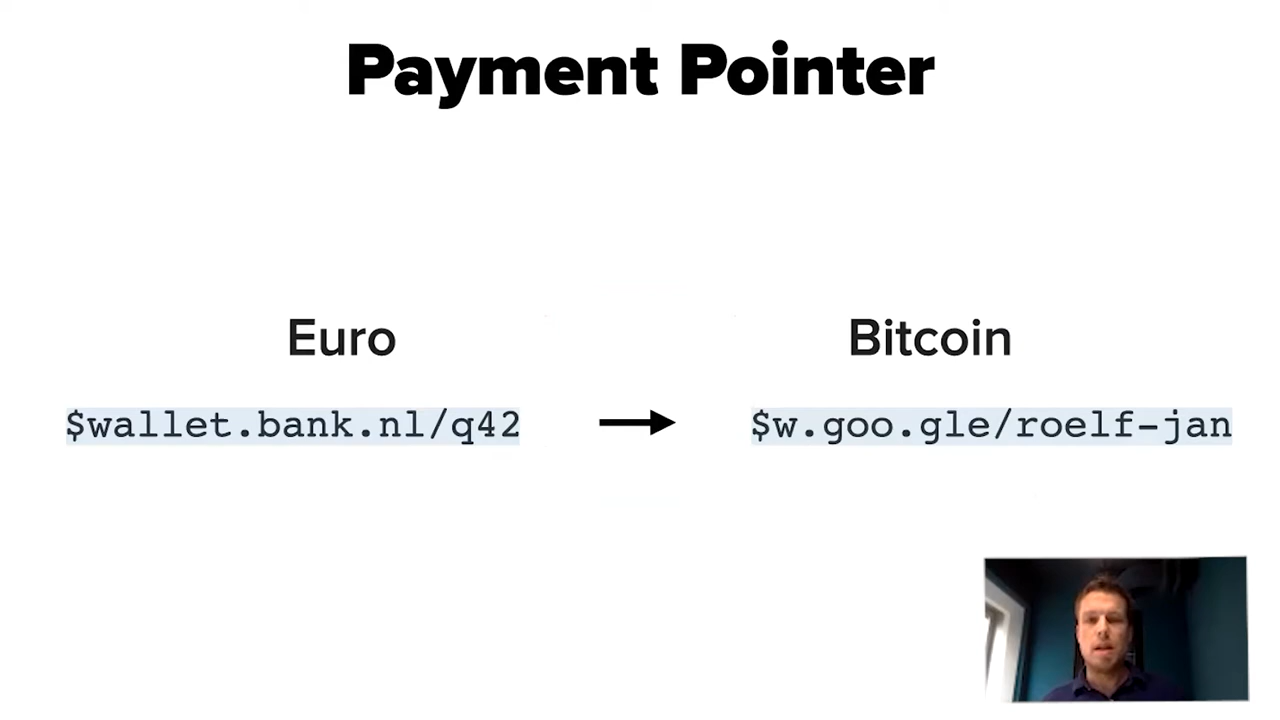 Payment Pointer
Euro
Bitcoin
$wallet.bank.nl/q42
$w.goo.gle/roelf-jan